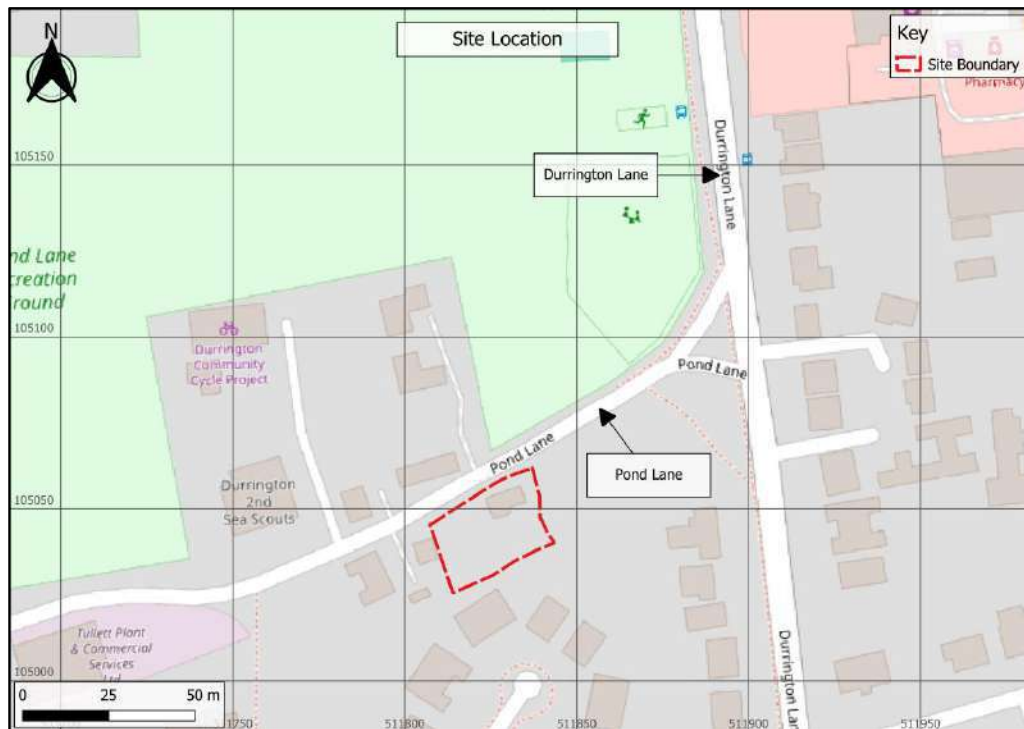 N
Site Location
Key
Site Boundary
Pharmacy
105150
Durrington Lane
Durrington Lane
nd Lane
creation
round
105100
Durrington
Community
Cycle Project
Pond Lane
Pond Lane
Pond Lane
Durrington
2nd
Sea Scouts
105050
Tullett Plant
& Commercial
Services
Ltd
Durrington Lan
105000
0 25 50 m
511750
511800
511850
511900
511950